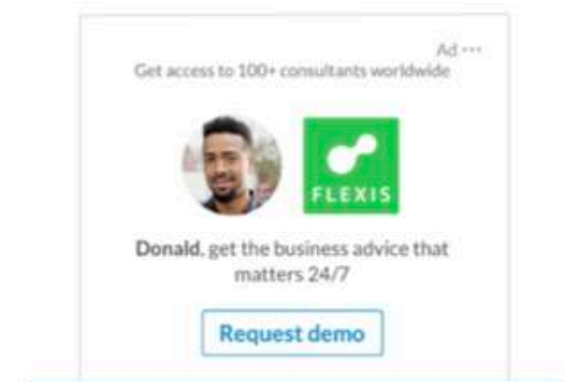 Ad ...
Get access to 100+ consultants worldwide
FLEXIS
Donald, get the business advice that
matters 24/7
Request demo